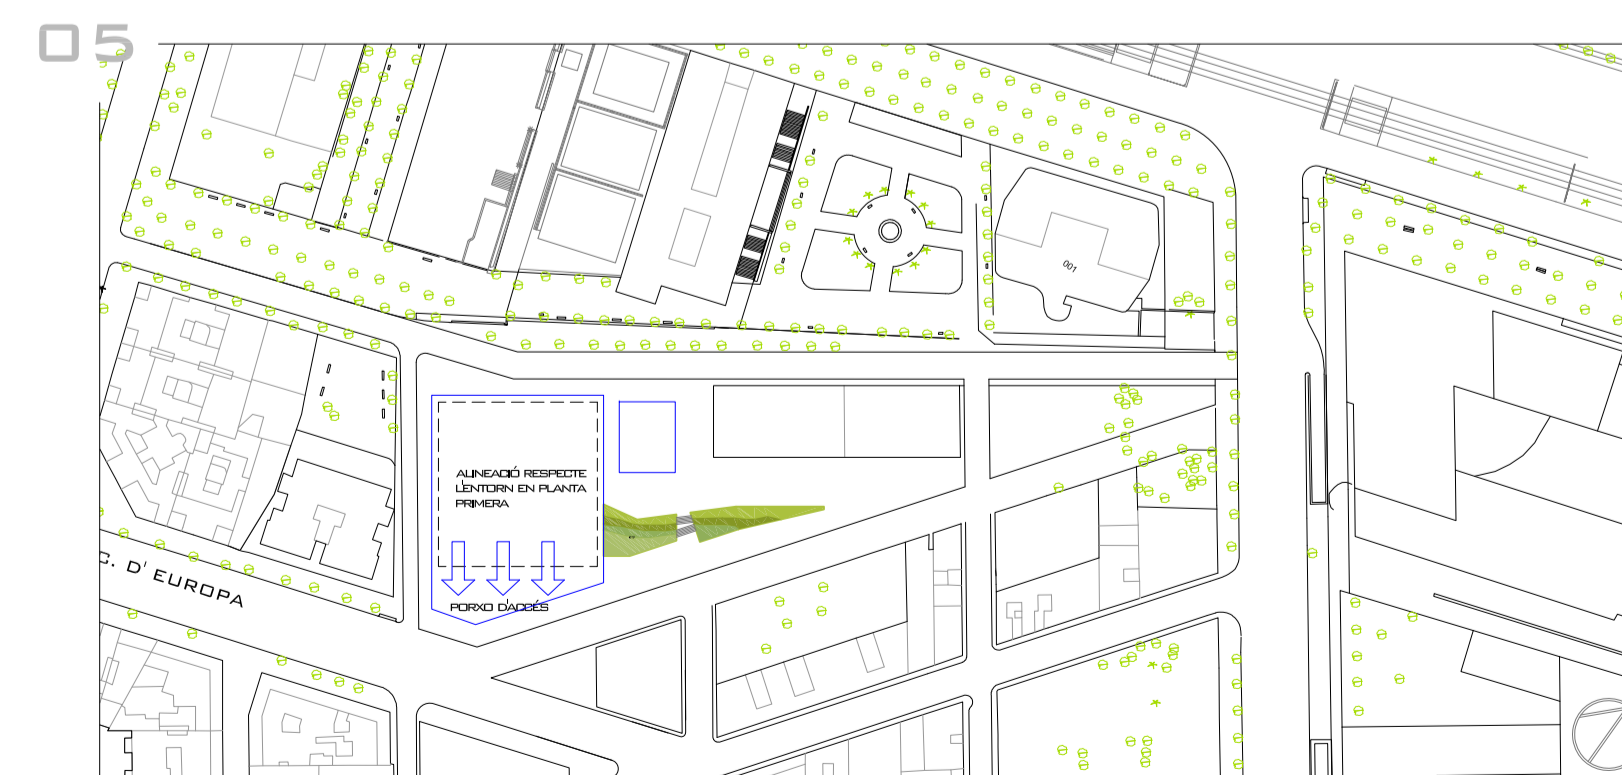 05
001
ALINEACIÓ RESPECTE
L'ENTORN EN PLANTA
PRIMERA
PORXO D'ACCÉS
C. D'EUROPA